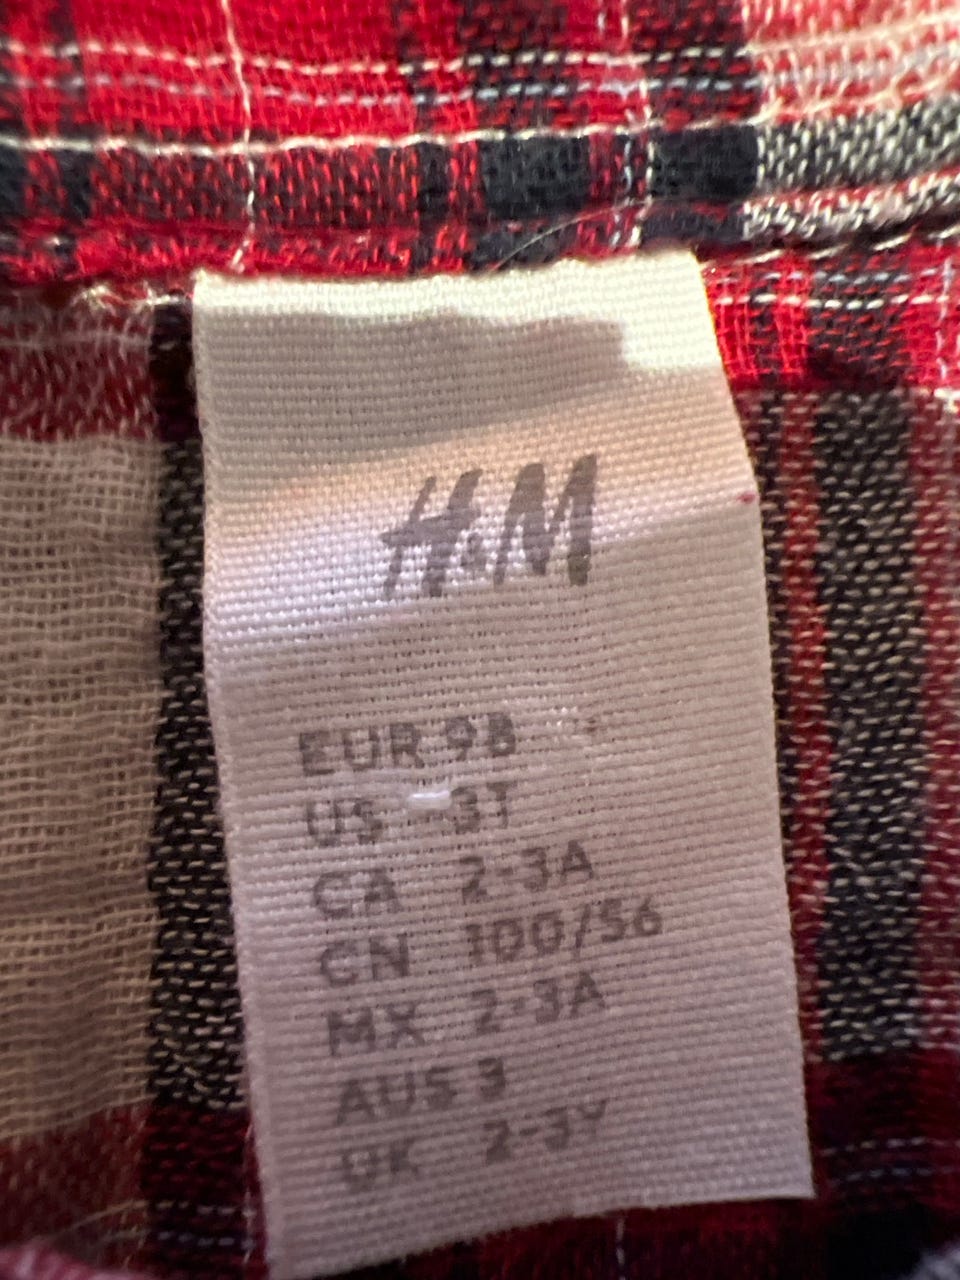 H&M
EUR 98
US 3T
CA 2-3A
CN 100/56
MX 2-3A
AUS 3
UK 2-3Y